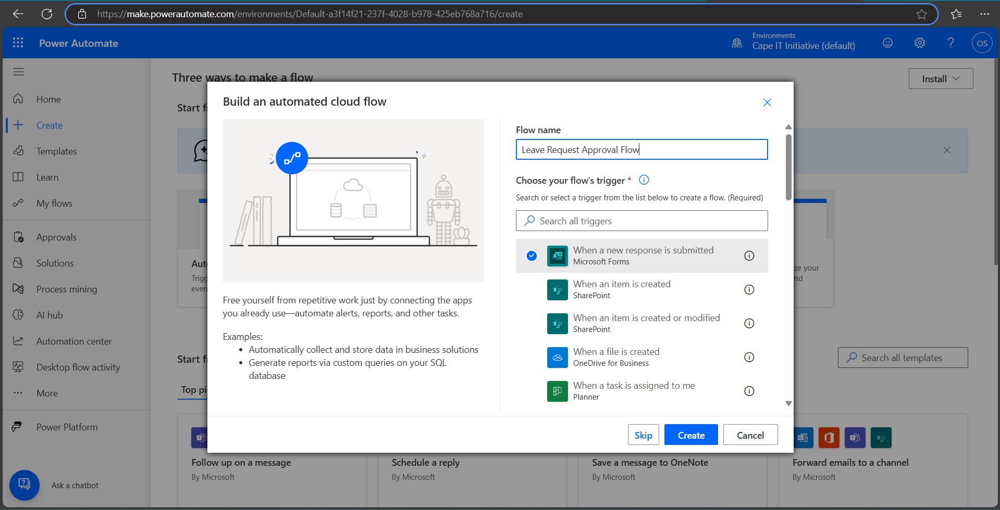 https://make.powerautomate.com/environments/Default-a3f14f21-237f-4028-b978-425eb768a716/create
Power Automate
Environments
Cape IT Initiative (default)
OS
Home
Create
Templates
Learn
My flows
Approvals
Solutions
Process mining
AI hub
Automation center
Desktop flow activity
More
Power Platform
Ask a chatbot
Three ways to make a flow
Install
Start f
Build an automated cloud flow
Free yourself from repetitive work just by connecting the apps
you already use—automate alerts, reports, and other tasks.
Examples:
Automatically collect and store data in business solutions
Generate reports via custom queries on your SQL
database
Flow name
Leave Request Approval Flow
Choose your flow's trigger *
Search or select a trigger from the list below to create a flow. (Required)
Search all triggers
When a new response is submitted
Microsoft Forms
When an item is created
SharePoint
When an item is created or modified
SharePoint
When a file is created
OneDrive for Business
When a task is assigned to me
Planner
Skip
Create
Cancel
Aut
Trigg
even
ze your
nd
Start f
Search all templates
Top pi
Follow up on a message
By Microsoft
Schedule a reply
By Microsoft
Save a message to OneNote
By Microsoft
Forward emails to a channel
By Microsoft